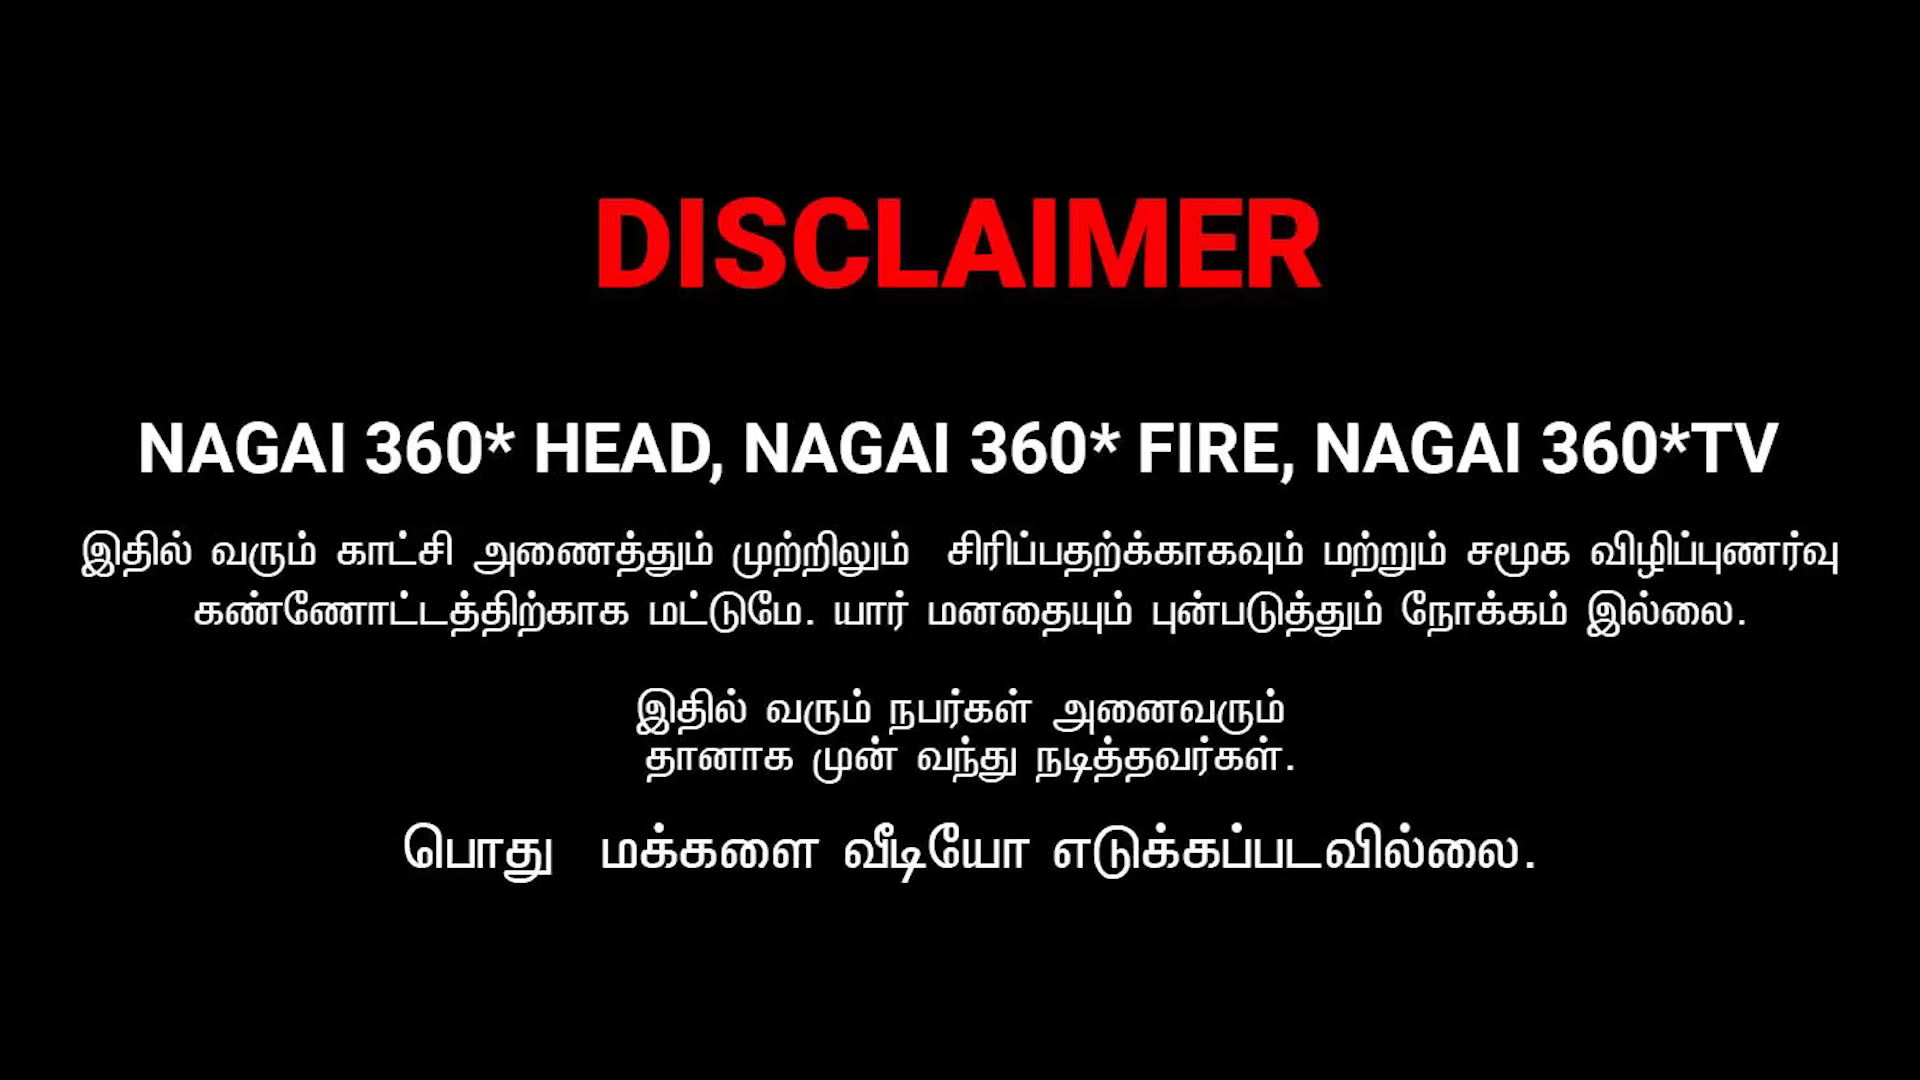 DISCLAIMER
NAGAI 360* HEAD, NAGAI 360* FIRE, NAGAI 360*TV
இதில் வரும் காட்சி அணைத்தும் முற்றிலும் சிரிப்பதற்க்காகவும் மற்றும் சமூக விழிப்புணர்வு
கண்ணோட்டத்திற்காக மட்டுமே. யார் மனதையும் புன்படுத்தும் நோக்கம் இல்லை.
இதில் வரும் நபர்கள் அனைவரும்
தானாக முன் வந்து நடித்தவர்கள்.
பொது மக்களை வீடியோ எடுக்கப்படவில்லை.